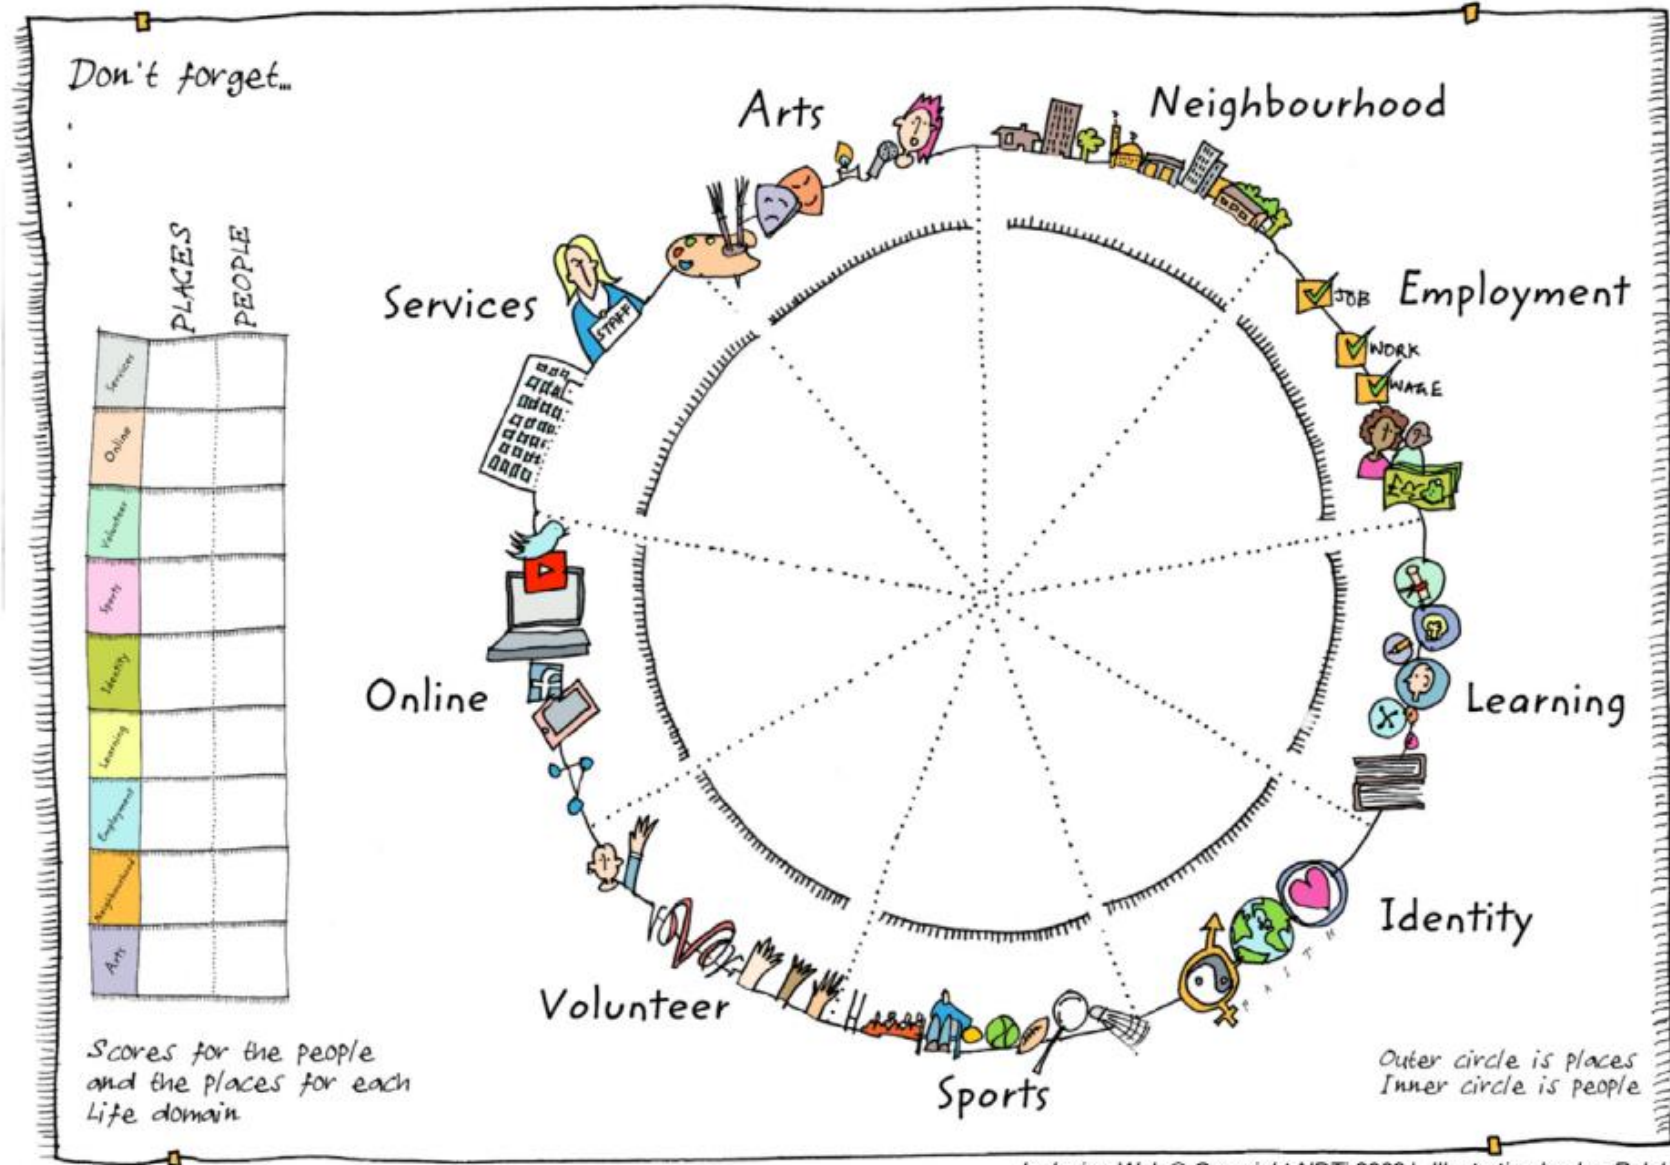 Don't forget...
Arts
Neighbourhood
PLACES
PEOPLE
Services
STAFF
JOB
Employment
WORK
WAGE
Services
Online
Volunteer
Sports
Identity
Learning
Employment
Neighbourhood
Arts
Online
Learning
Identity
FAITH
Volunteer
Sports
Scores for the people
and the places for each
Life domain
Outer circle is places
Inner circle is people